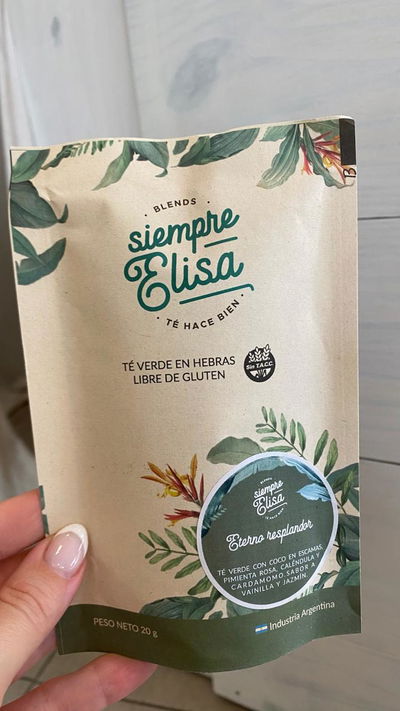 BLENDS
siempre
Elisa
TÉ HACE BIEN
TÉ VERDE EN HEBRAS
LIBRE DE GLUTEN
Sin T.A.C.C.
siempre
Elisa
Eterno resplandor
TÉ VERDE CON COCO EN ESCAMAS,
PIMIENTA ROSA, CALÉNDULA Y
CARDAMOMO SABOR A
VAINILLA Y JAZMÍN.
PESO NETO 20 g
Industria Argentina